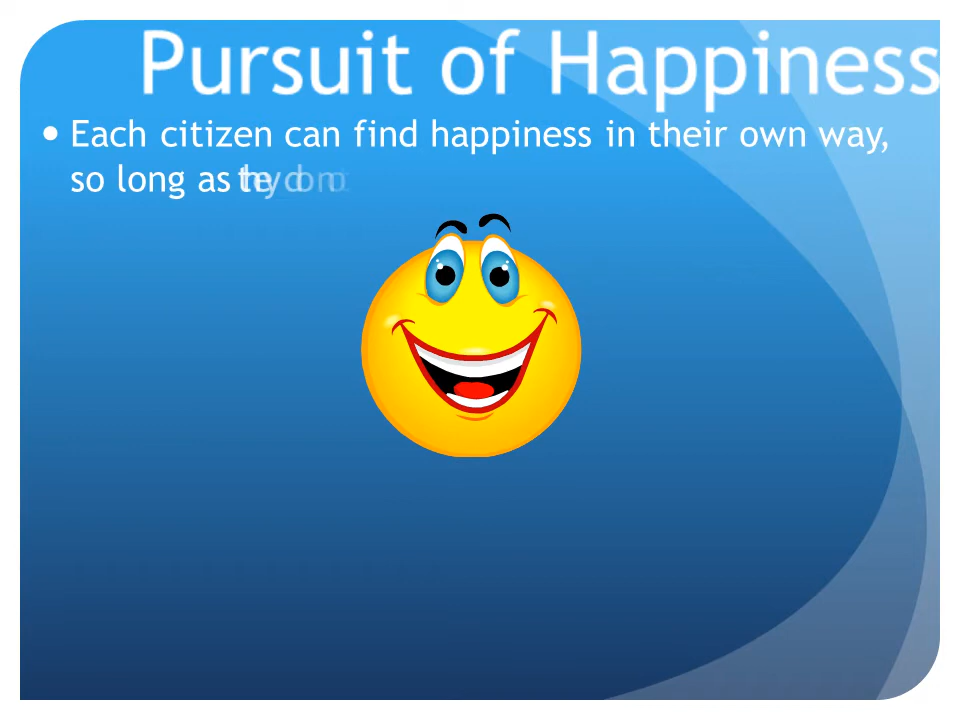 Pursuit of Happiness
• Each citizen can find happiness in their own way,
so long as